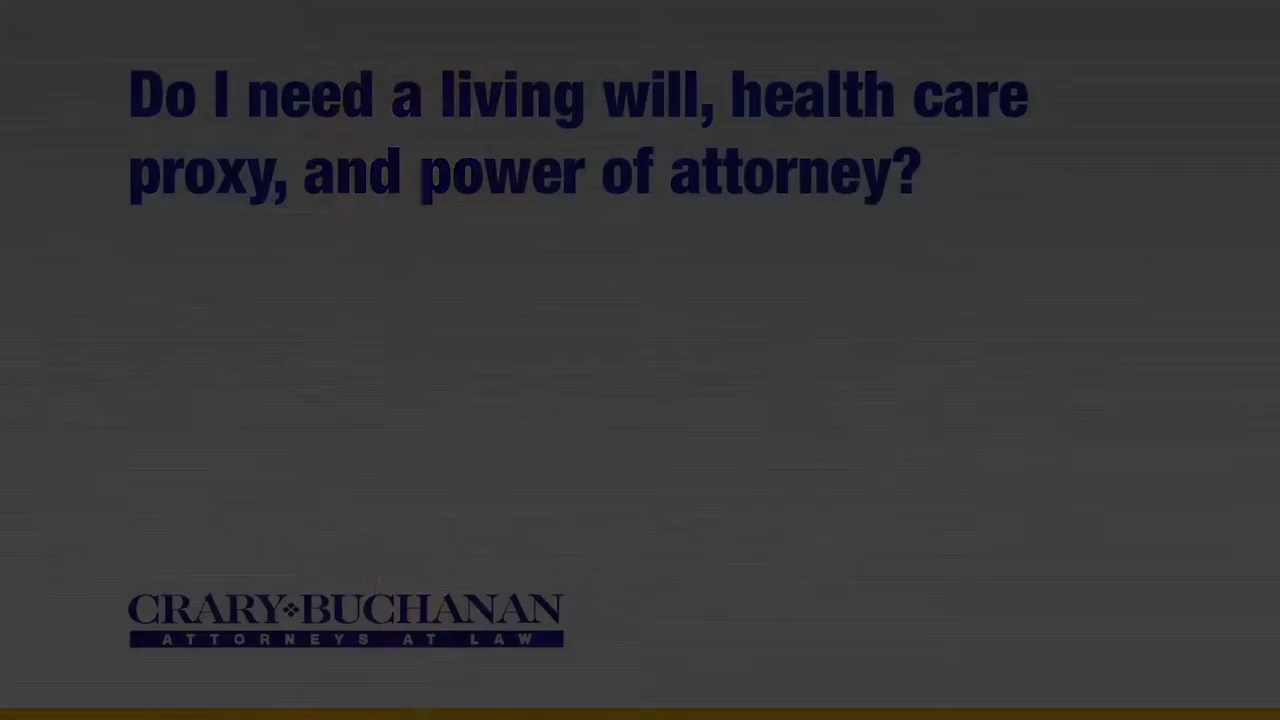 Do I need a living will, health care
proxy, and power of attorney?
CRARY❖BUCHANAN
ATTORNEYS AT LAW